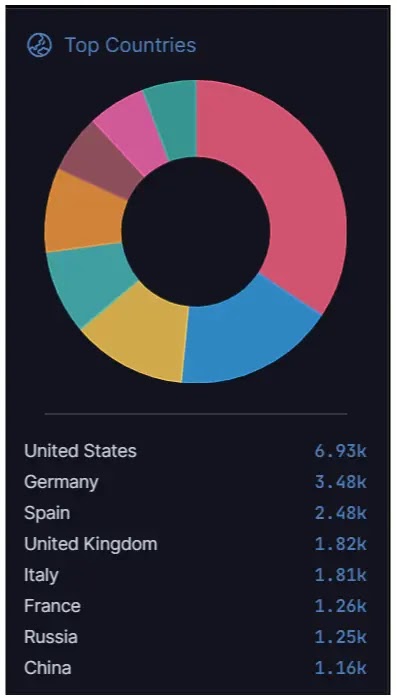 Top Countries
United States 6.93k
Germany 3.48k
Spain 2.48k
United Kingdom 1.82k
Italy 1.81k
France 1.26k
Russia 1.25k
China 1.16k